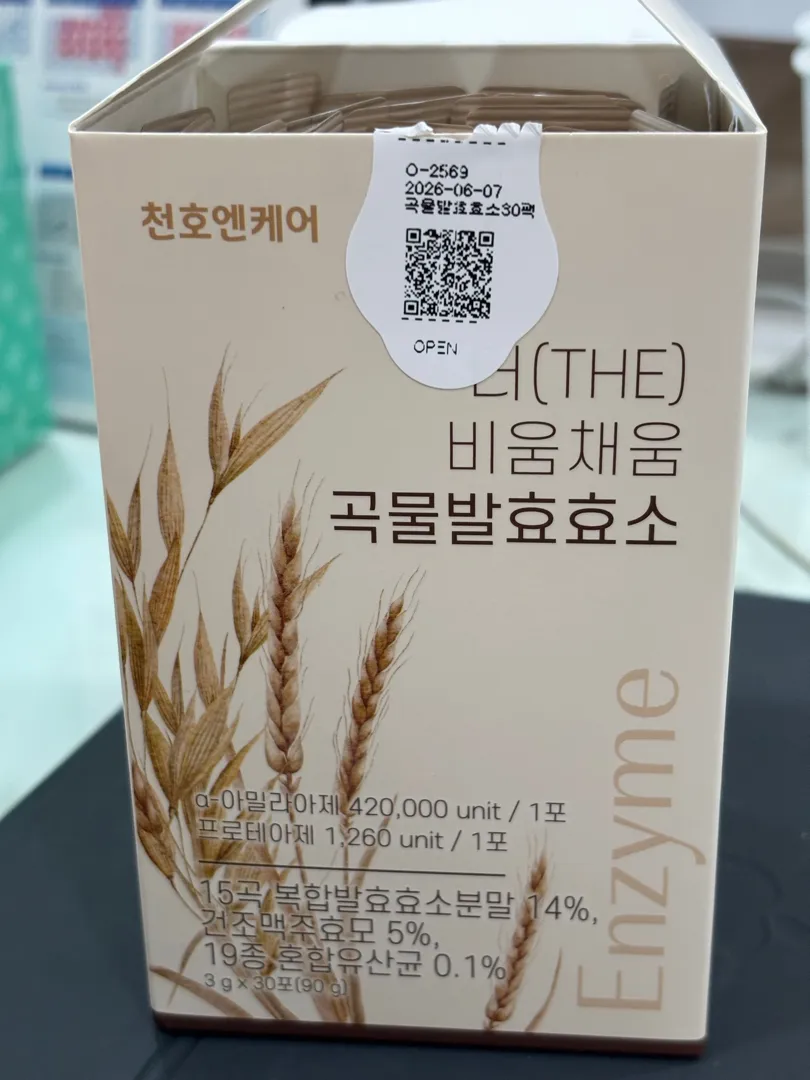 O-2569
2026-06-07
곡물발효효소30팩
OPEN
천호엔케어
더(THE)
비움채움
곡물발효효소
Enzyme
α-아밀라아제 420,000 unit / 1포
프로테아제 1,260 unit / 1포
15곡 복합발효효소분말 14%,
건조맥주효모 5%,
19종 혼합유산균 0.1%
3 g x 30포(90 g)